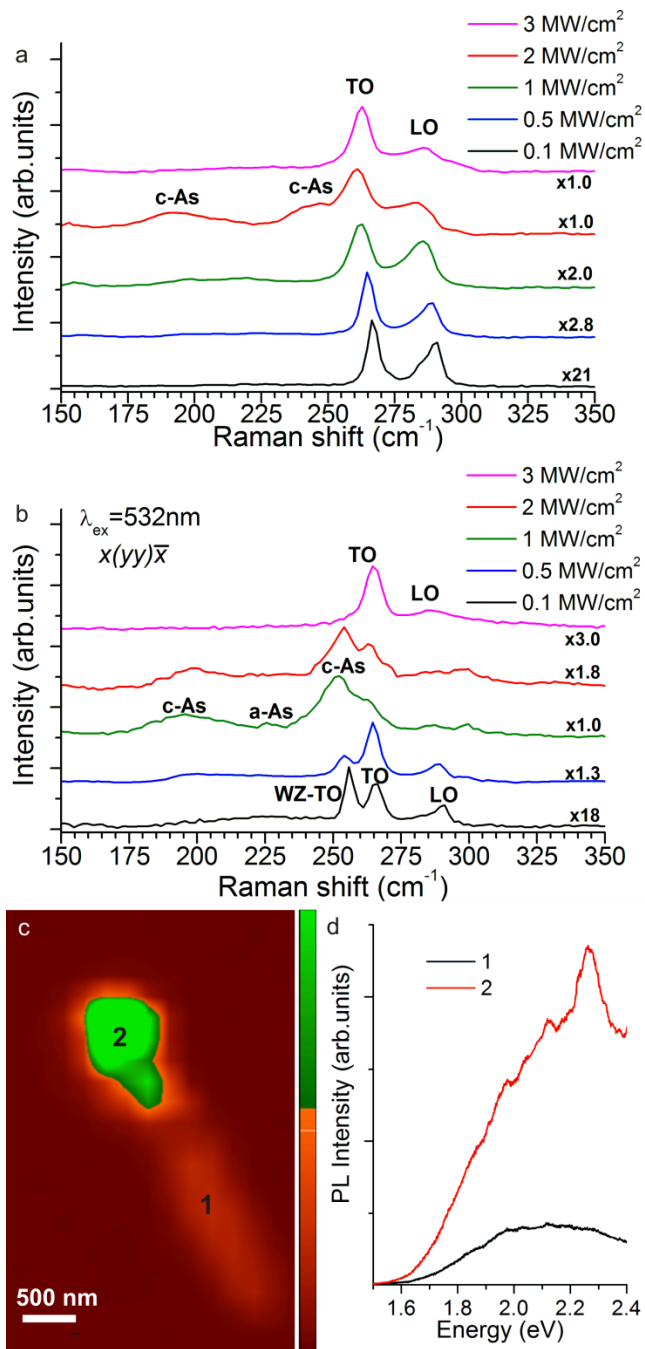 a
3 MW/cm²
2 MW/cm²
1 MW/cm²
0.5 MW/cm²
0.1 MW/cm²
TO
LO
c-As
c-As
x1.0
x1.0
x2.0
x2.8
x21
Intensity (arb.units)
150 175 200 225 250 275 300 325 350
Raman shift (cm⁻¹)
b
λex=532nm
x(yy)x̅
3 MW/cm²
2 MW/cm²
1 MW/cm²
0.5 MW/cm²
0.1 MW/cm²
TO
LO
x3.0
c-As
x1.8
c-As
a-As
x1.0
x1.3
WZ-TO
TO
LO
x18
Intensity (arb.units)
150 175 200 225 250 275 300 325 350
Raman shift (cm⁻¹)
c
2
1
500 nm
d
1
2
PL Intensity (arb.units)
1.6 1.8 2.0 2.2 2.4
Energy (eV)